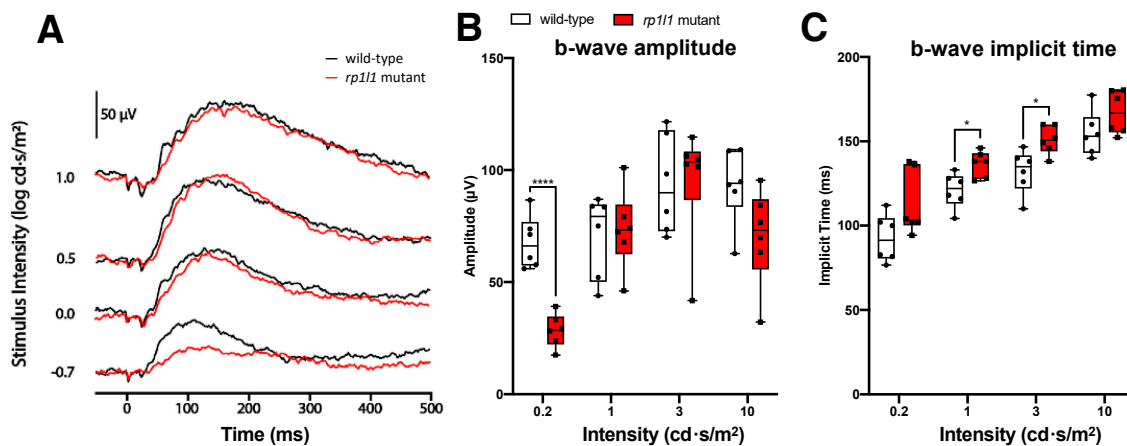 A
wild-type
rp1l1 mutant
50 µV
Stimulus Intensity (log cd·s/m²)
1.0
0.5
0.0
-0.7
0
100
200
300
400
500
Time (ms)
wild-type
rp1l1 mutant
B
b-wave amplitude
Amplitude (µV)
150
100
50
0
****
0.2
1
3
10
Intensity (cd·s/m²)
C
b-wave implicit time
Implicit Time (ms)
200
150
100
50
0
*
*
0.2
1
3
10
Intensity (cd·s/m²)